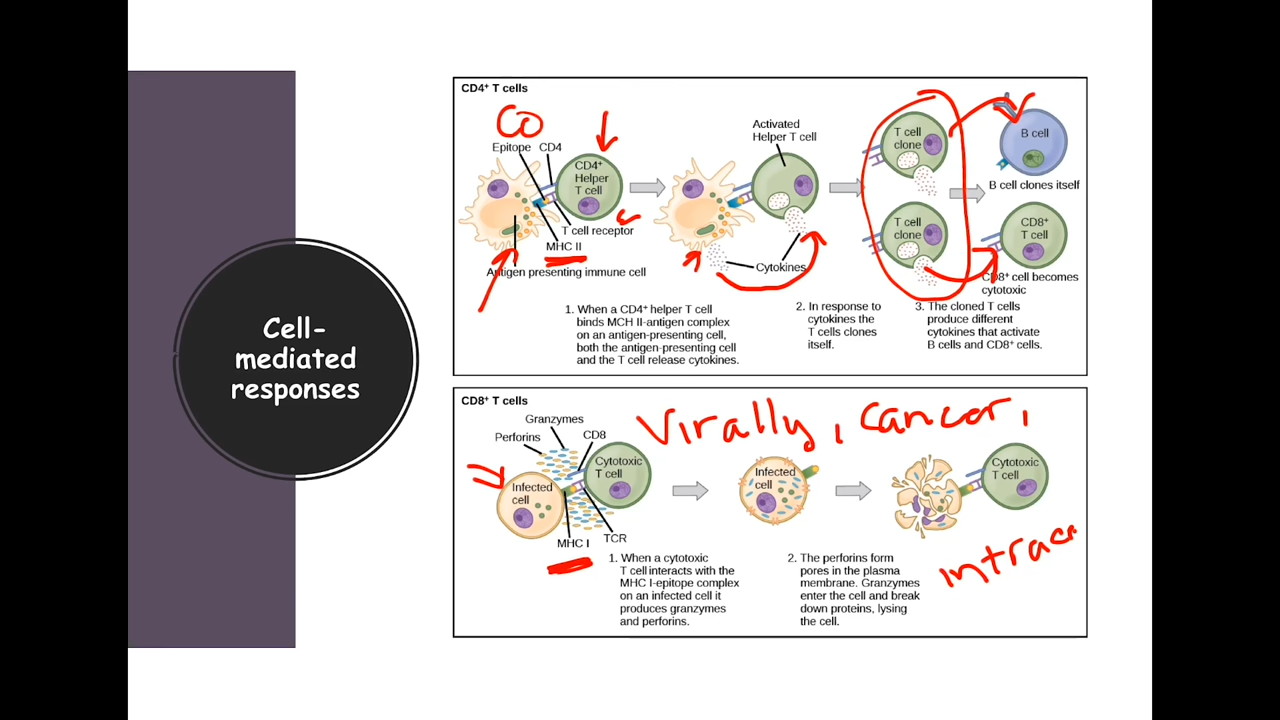 Cell-
mediated
responses
CD4+ T cells
CO
Epitope
CD4
CD4+
Helper
T cell
T cell receptor
MHC II
Antigen presenting immune cell
Activated
Helper T cell
Cytokines
T cell
clone
T cell
clone
B cell
B cell clones itself
CD8+
T cell
CD8+ cell becomes
cytotoxic
1. When a CD4+ helper T cell
binds MCH II-antigen complex
on an antigen-presenting cell,
both the antigen-presenting cell
and the T cell release cytokines.
2. In response to
cytokines the
T cells clones
itself.
3. The cloned T cells
produce different
cytokines that activate
B cells and CD8+ cells.
CD8+ T cells
Granzymes
Perforins
CD8
Infected
cell
Cytotoxic
T cell
MHC I
TCR
Virally, cancer,
Infected
cell
Cytotoxic
T cell
intrace
1. When a cytotoxic
T cell interacts with the
MHC I-epitope complex
on an infected cell it
produces granzymes
and perforins.
2. The perforins form
pores in the plasma
membrane. Granzymes
enter the cell and break
down proteins, lysing
the cell.